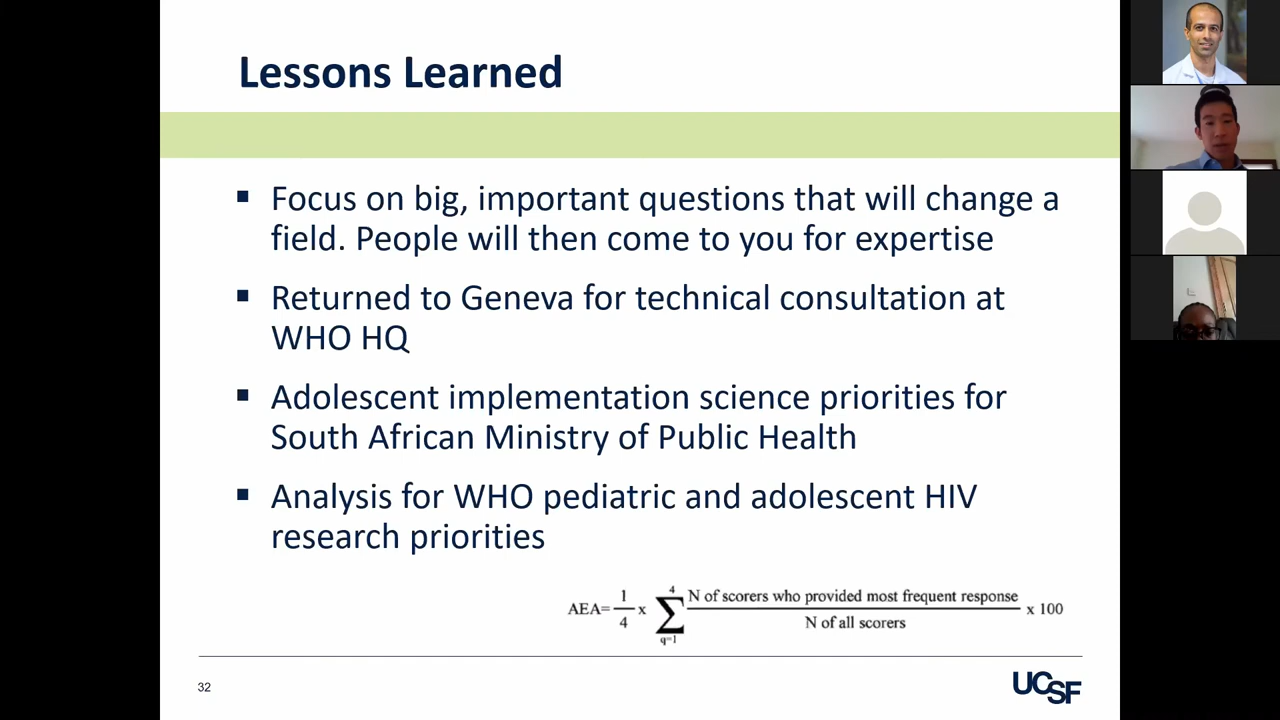 Lessons Learned
▪ Focus on big, important questions that will change a
field. People will then come to you for expertise
▪ Returned to Geneva for technical consultation at
WHO HQ
▪ Adolescent implementation science priorities for
South African Ministry of Public Health
▪ Analysis for WHO pediatric and adolescent HIV
research priorities
AEA= 1/4 x 4 ∑ q=1 N of scorers who provided most frequent response / N of all scorers x 100
32
UCSF